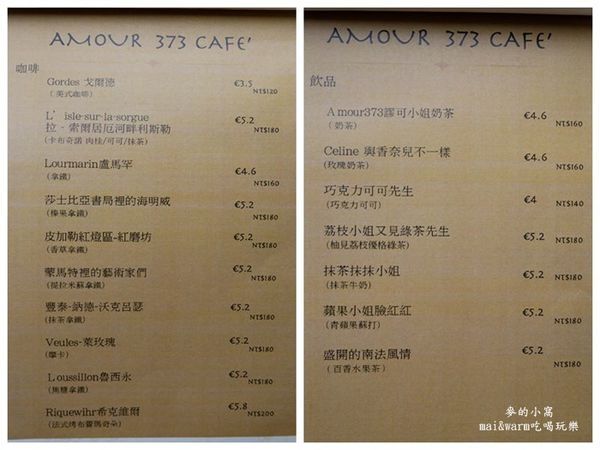 AMOUR 373 CAFE'
咖啡
Gordes 戈爾德 €3.5
(美式咖啡) NT$120
L'isle-sur-la-sorgue €5.2
拉．索爾居厄河畔利斯勒 NT$180
(卡布奇諾 肉桂/可可/抹茶)
Lourmarin盧馬罕 €4.6
(拿鐵) NT$160
莎士比亞書局裡的海明威 €5.2
(榛果拿鐵) NT$180
皮加勒紅燈區-紅磨坊 €5.2
(香草拿鐵) NT$180
蒙馬特裡的藝術家們 €5.2
(提拉米蘇拿鐵) NT$180
豐泰-納德-沃克呂瑟 €5.2
(抹茶拿鐵) NT$180
Veules-萊玫瑰 €5.2
(摩卡) NT$180
Loussillon魯西永 €5.2
(焦糖拿鐵) NT$180
Riquewihr希克維爾 €5.8
(法式烤布蕾瑪奇朵) NT$200
AMOUR 373 CAFE'
飲品
Amour373謬可小姐奶茶 €4.6
(奶茶) NT$160
Celine 與香奈兒不一樣 €4.6
(玫瑰奶茶) NT$160
巧克力可可先生 €4
(巧克力可可) NT$140
荔枝小姐又見綠茶先生 €5.2
(柚見荔枝優格綠茶) NT$180
抹茶抹抹小姐 €5.2
(抹茶牛奶) NT$180
蘋果小姐臉紅紅 €5.2
(青蘋果蘇打) NT$180
盛開的南法風情 €5.2
(百香水果茶) NT$180
麥的小窩
mai&warm吃喝玩樂